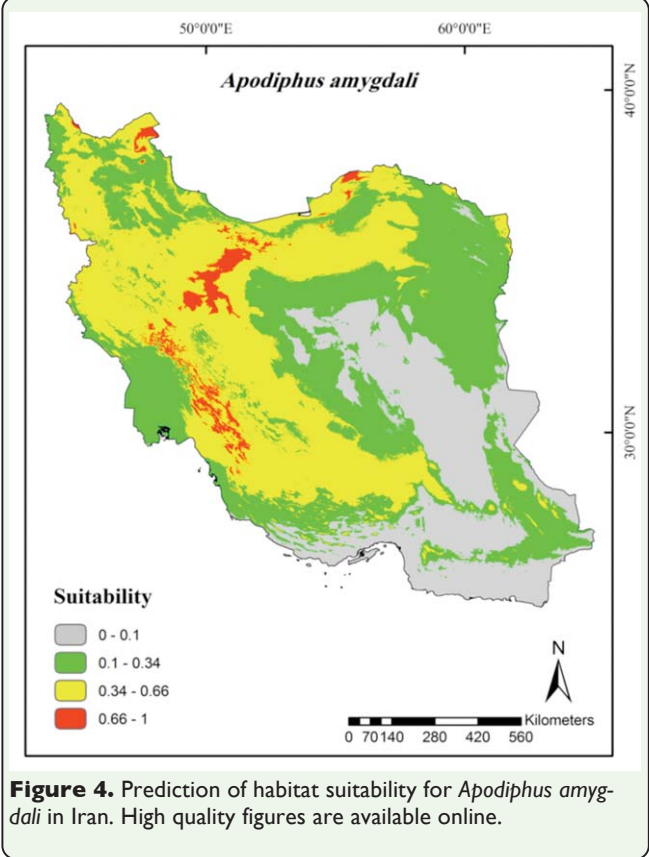 50°0'0"E 60°0'0"E
Apodiphus amygdali
40°0'0"N
30°0'0"N
Suitability
0 - 0.1
0.1 - 0.34
0.34 - 0.66
0.66 - 1
N
Kilometers
0 70 140 280 420 560
Figure 4. Prediction of habitat suitability for Apodiphus amyg-
dali in Iran. High quality figures are available online.